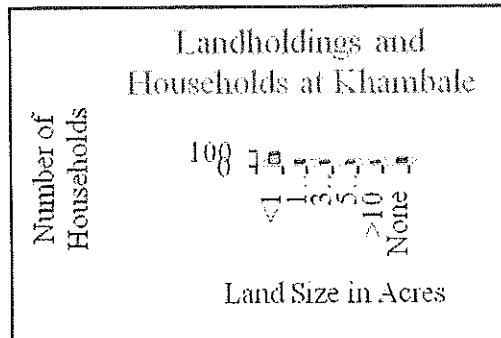 Landholdings and
Households at Khambale
Number of
Households
100
0
<1
1...
3...
5...
>10
None
Land Size in Acres